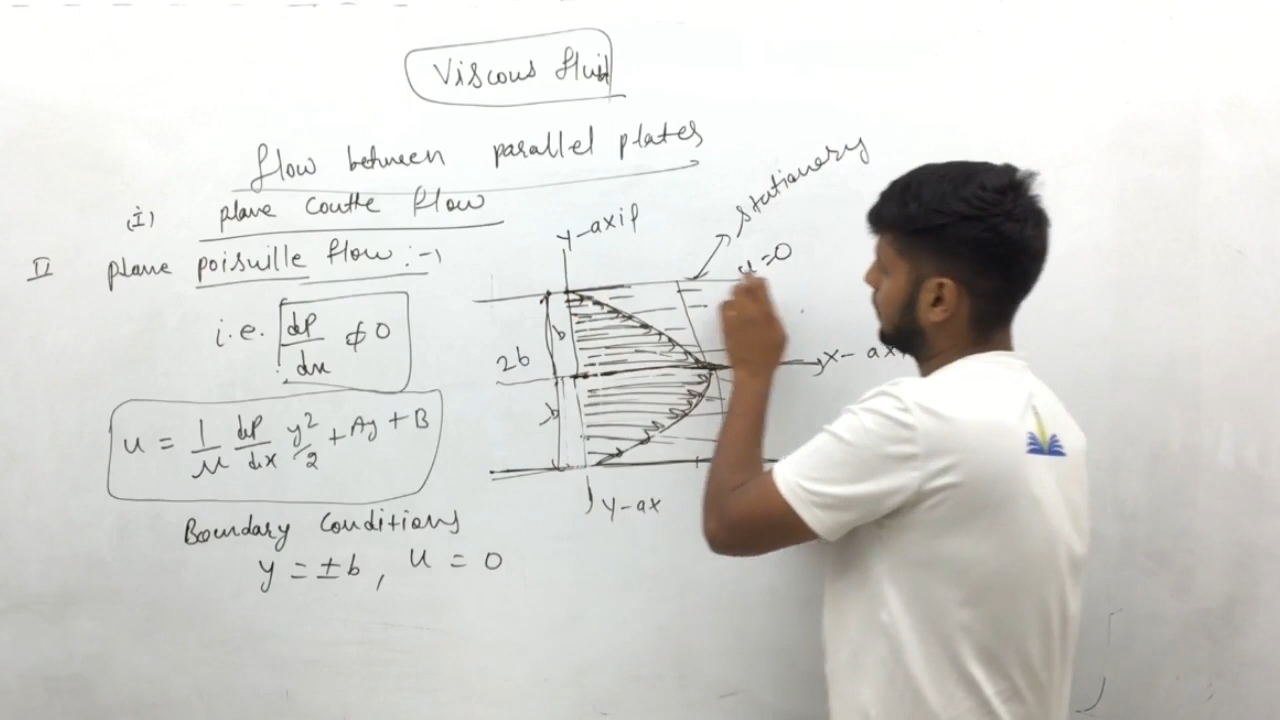 Viscous fluid
flow between parallel plates
(i) plane Coutte flow
II plane poisuille flow :-
i.e. dp/dx ≠ 0
u = 1/μ dp/dx y²/2 + Ay + B
Boundary Conditions
y = ±b, u = 0
y-axis
stationary
u=0
2b
b
b
x-ax
y-ax